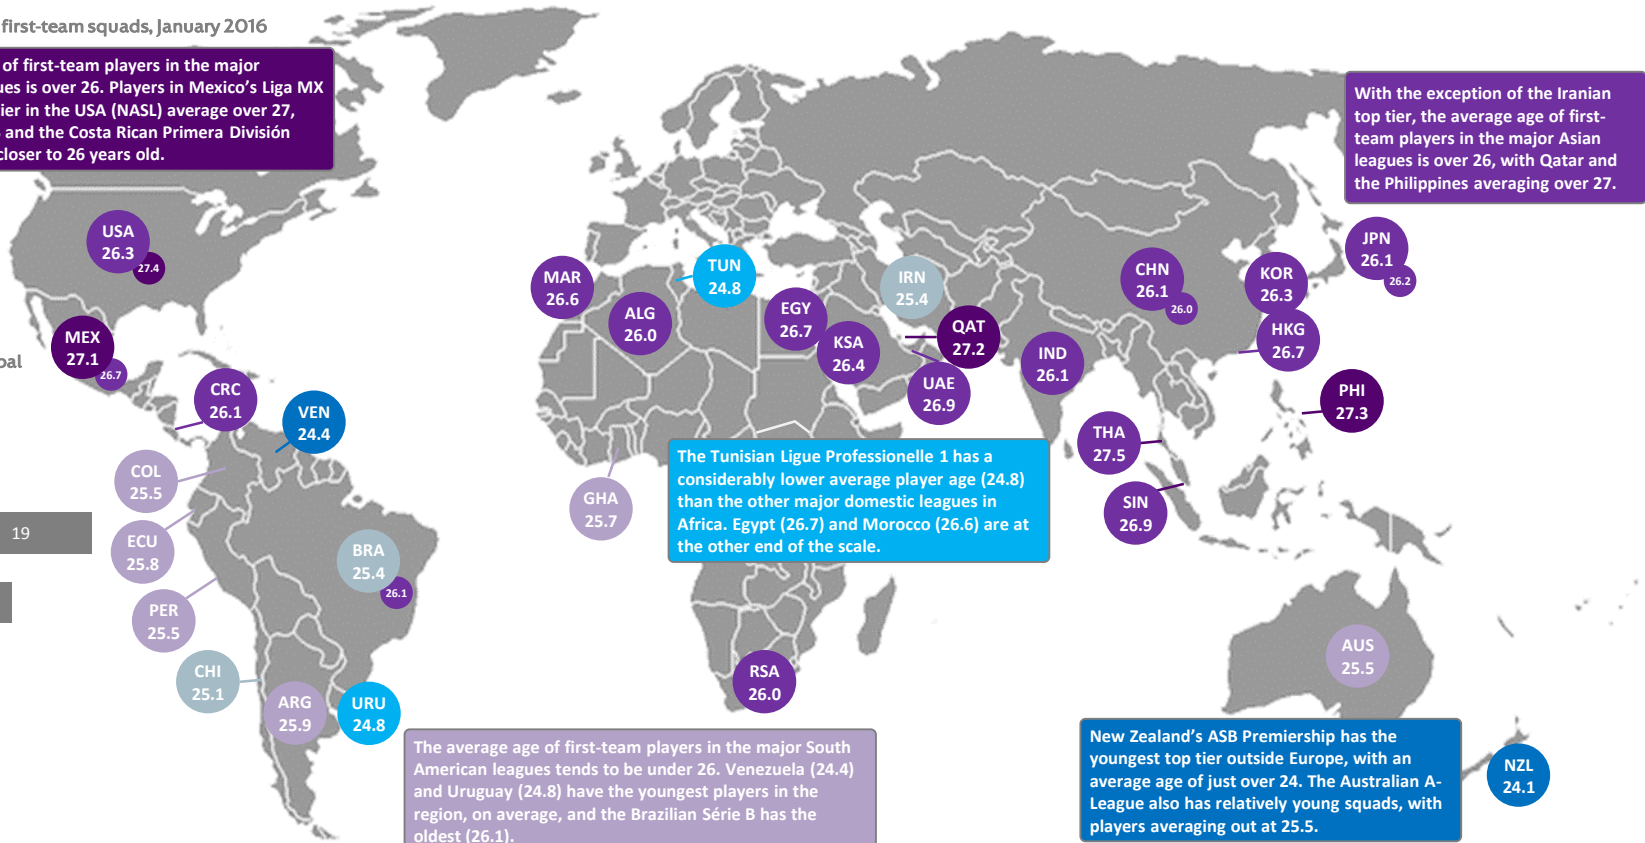 first-team squads, January 2016
of first-team players in the major
ues is over 26. Players in Mexico's Liga MX
ier in the USA (NASL) average over 27,
and the Costa Rican Primera División
closer to 26 years old.
With the exception of the Iranian
top tier, the average age of first-
team players in the major Asian
leagues is over 26, with Qatar and
the Philippines averaging over 27.
USA
26.3
27.4
MEX
27.1
26.7
bal
CRC
26.1
VEN
24.4
COL
25.5
19
ECU
25.8
PER
25.5
BRA
25.4
26.1
CHI
25.1
ARG
25.9
URU
24.8
MAR
26.6
ALG
26.0
TUN
24.8
EGY
26.7
KSA
26.4
IRN
25.4
QAT
27.2
UAE
26.9
IND
26.1
CHN
26.1
26.0
KOR
26.3
JPN
26.1
26.2
HKG
26.7
PHI
27.3
THA
27.5
SIN
26.9
GHA
25.7
The Tunisian Ligue Professionelle 1 has a
considerably lower average player age (24.8)
than the other major domestic leagues in
Africa. Egypt (26.7) and Morocco (26.6) are at
the other end of the scale.
RSA
26.0
AUS
25.5
NZL
24.1
The average age of first-team players in the major South
American leagues tends to be under 26. Venezuela (24.4)
and Uruguay (24.8) have the youngest players in the
region, on average, and the Brazilian Série B has the
oldest (26.1).
New Zealand's ASB Premiership has the
youngest top tier outside Europe, with an
average age of just over 24. The Australian A-
League also has relatively young squads, with
players averaging out at 25.5.